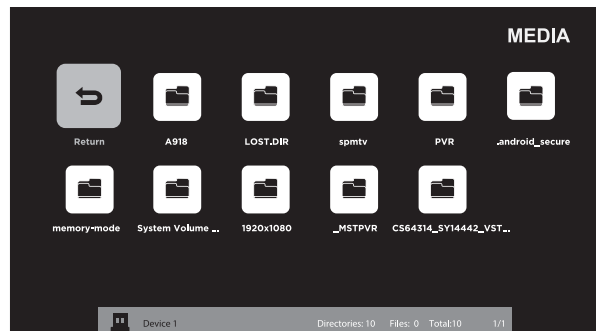 MEDIA
Return A918 LOST.DIR spmtv PVR .android_secure
memory-mode System Volume ... 1920x1080 _MSTPVR CS64314_SY14442_VST...
Device 1 Directories: 10 Files: 0 Total:10 1/1